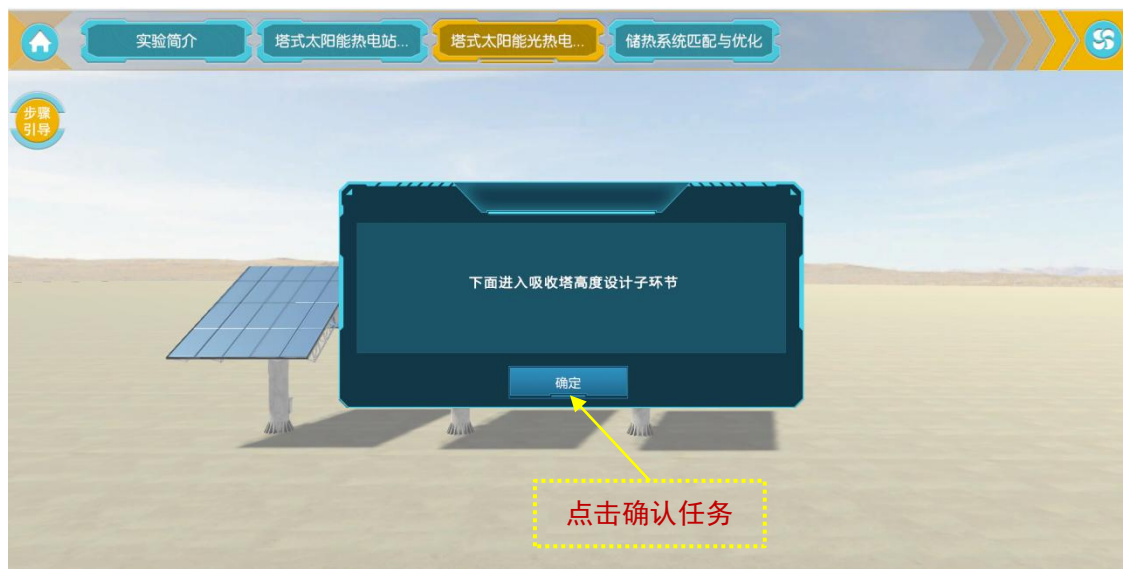 实验简介
塔式太阳能热电站...
塔式太阳能光热电...
储热系统匹配与优化
步骤
引导
下面进入吸收塔高度设计子环节
确定
点击确认任务